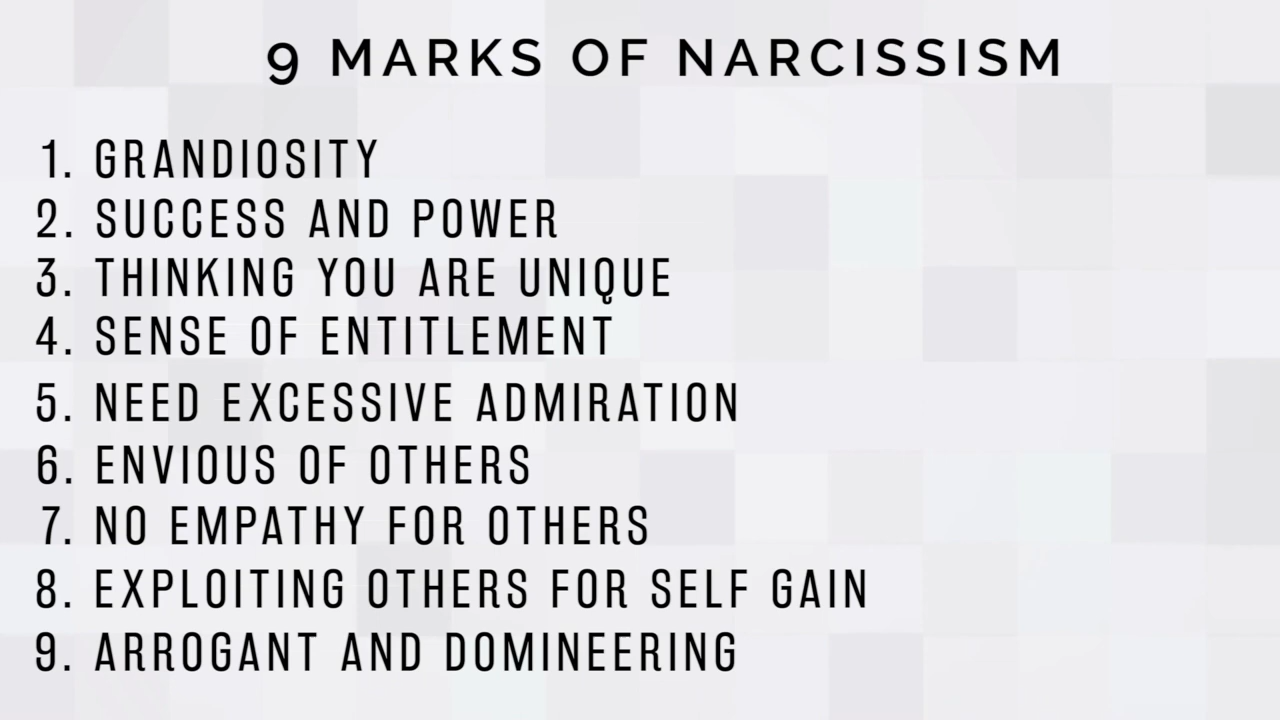 9 MARKS OF NARCISSISM
1. GRANDIOSITY
2. SUCCESS AND POWER
3. THINKING YOU ARE UNIQUE
4. SENSE OF ENTITLEMENT
5. NEED EXCESSIVE ADMIRATION
6. ENVIOUS OF OTHERS
7. NO EMPATHY FOR OTHERS
8. EXPLOITING OTHERS FOR SELF GAIN
9. ARROGANT AND DOMINEERING